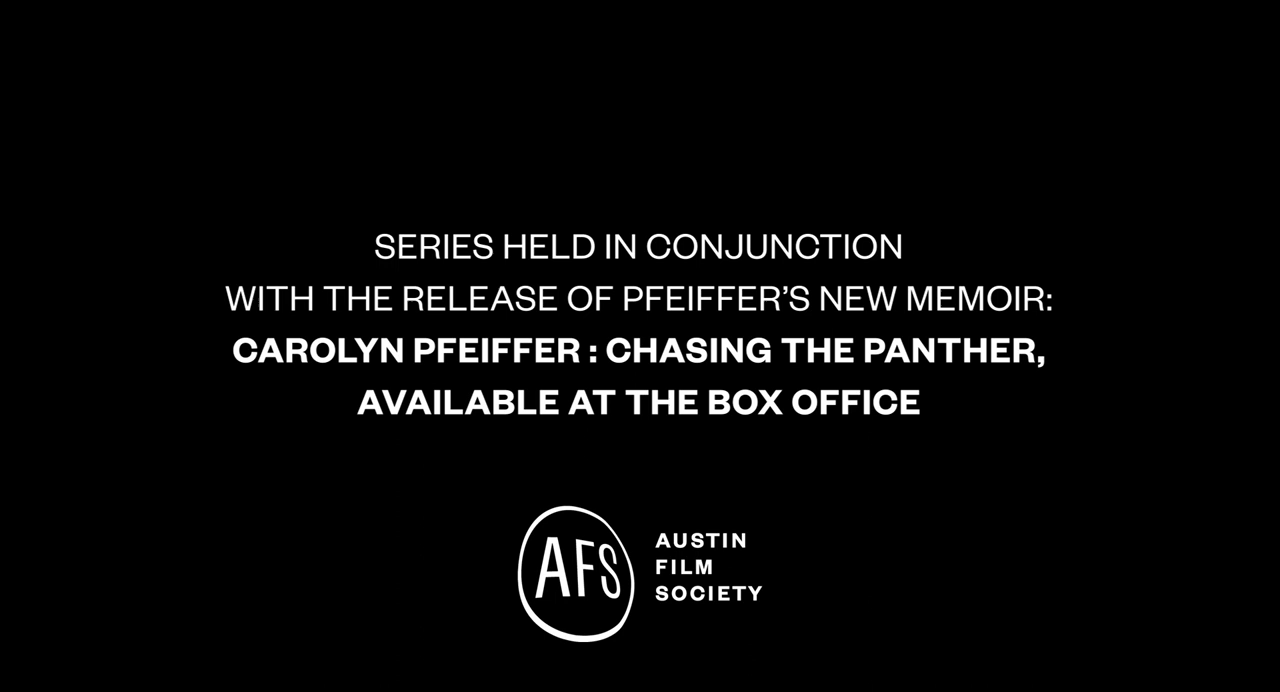 SERIES HELD IN CONJUNCTION
WITH THE RELEASE OF PFEIFFER’S NEW MEMOIR:
CAROLYN PFEIFFER : CHASING THE PANTHER,
AVAILABLE AT THE BOX OFFICE
AFS
AUSTIN
FILM
SOCIETY